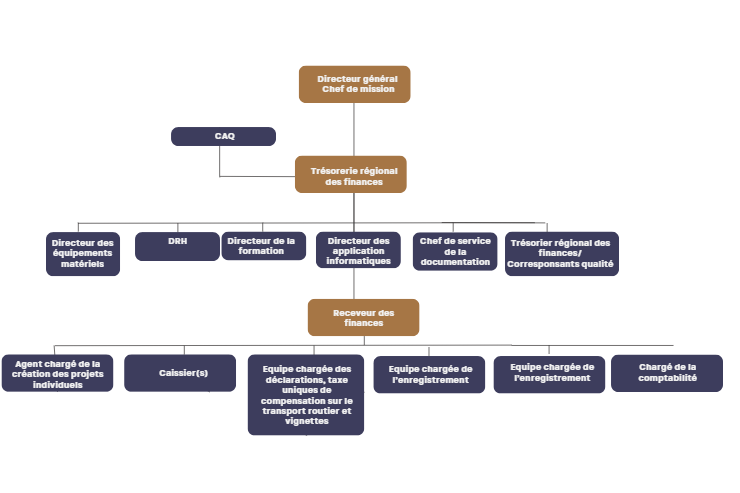 Directeur général
Chef de mission
CAQ
Trésorerie régional
des finances
Directeur des
équipements
matériels
DRH
Directeur de la
formation
Directeur des
application
informatiques
Chef de service
de la
documentation
Trésorier régional des
finances/
Corresponsants qualité
Receveur des
finances
Agent chargé de la
création des projets
individuels
Caissier(s)
Equipe chargée des
déclarations, taxe
uniques de
compensation sur le
transport routier et
vignettes
Equipe chargée de
l'enregistrement
Equipe chargée de
l'enregistrement
Chargé de la
comptabilité